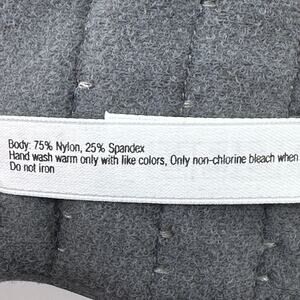 Body: 75% Nylon, 25% Spandex
Hand wash warm only with like colors, Only non-chlorine bleach when
Do not iron